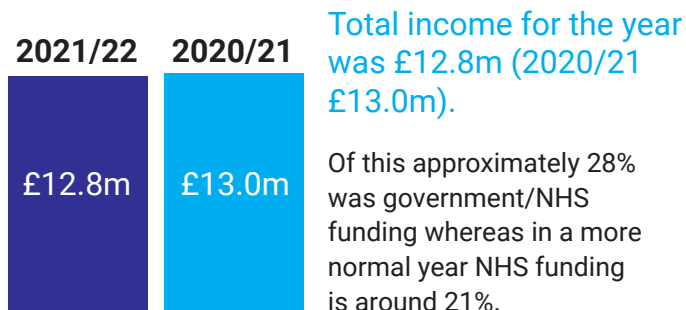 2021/22 2020/21
£12.8m £13.0m
Total income for the year
was £12.8m (2020/21
£13.0m).
Of this approximately 28%
was government/NHS
funding whereas in a more
normal year NHS funding
is around 21%.